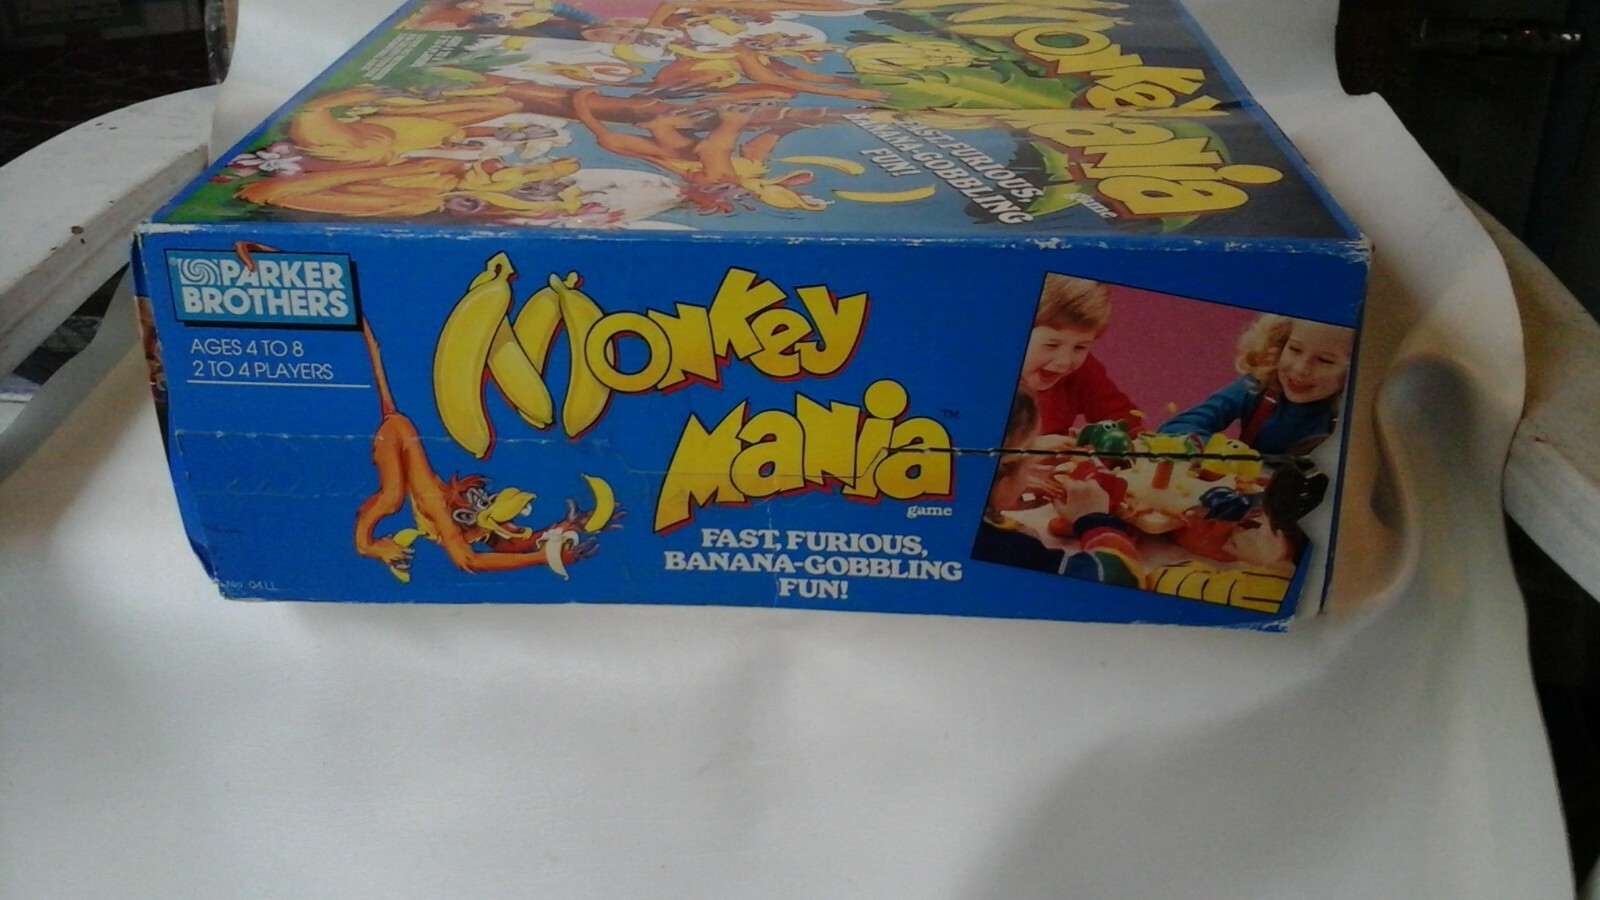 Monkey
Mania
game
FAST, FURIOUS,
BANANA-GOBBLING
FUN!
PARKER
BROTHERS
AGES 4 TO 8
2 TO 4 PLAYERS
Monkey
Mania™
game
FAST, FURIOUS,
BANANA-GOBBLING
FUN!